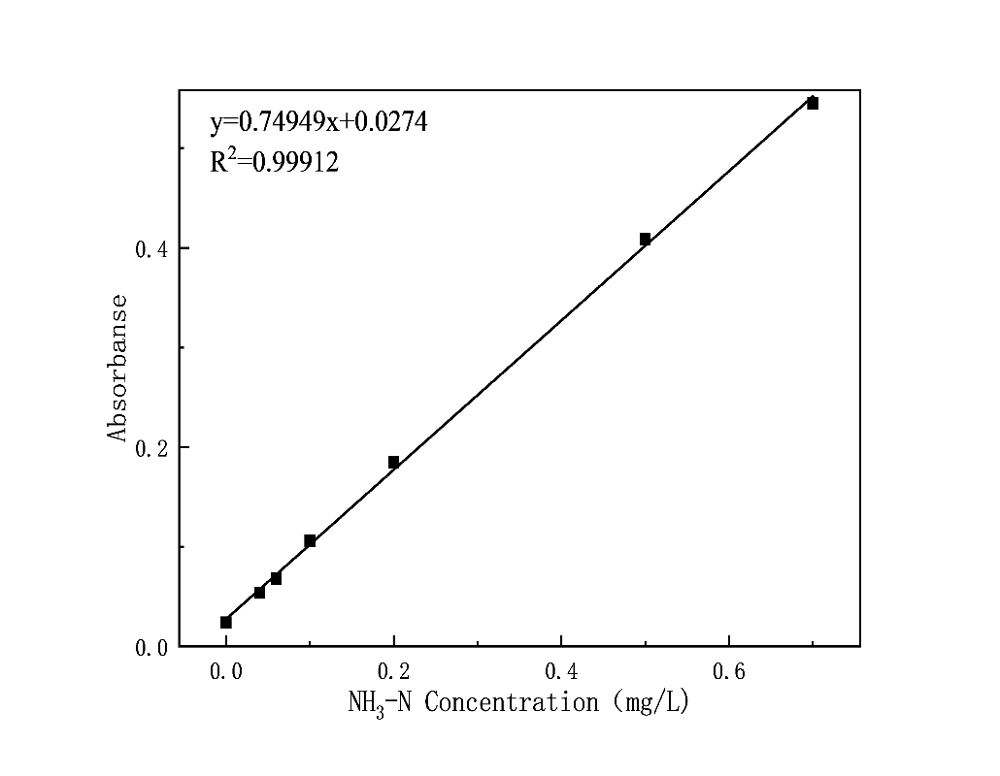 y=0.74949x+0.0274
R²=0.99912
0.4
0.2
0.0
Absorbanse
0.0 0.2 0.4 0.6
NH₃-N Concentration (mg/L)